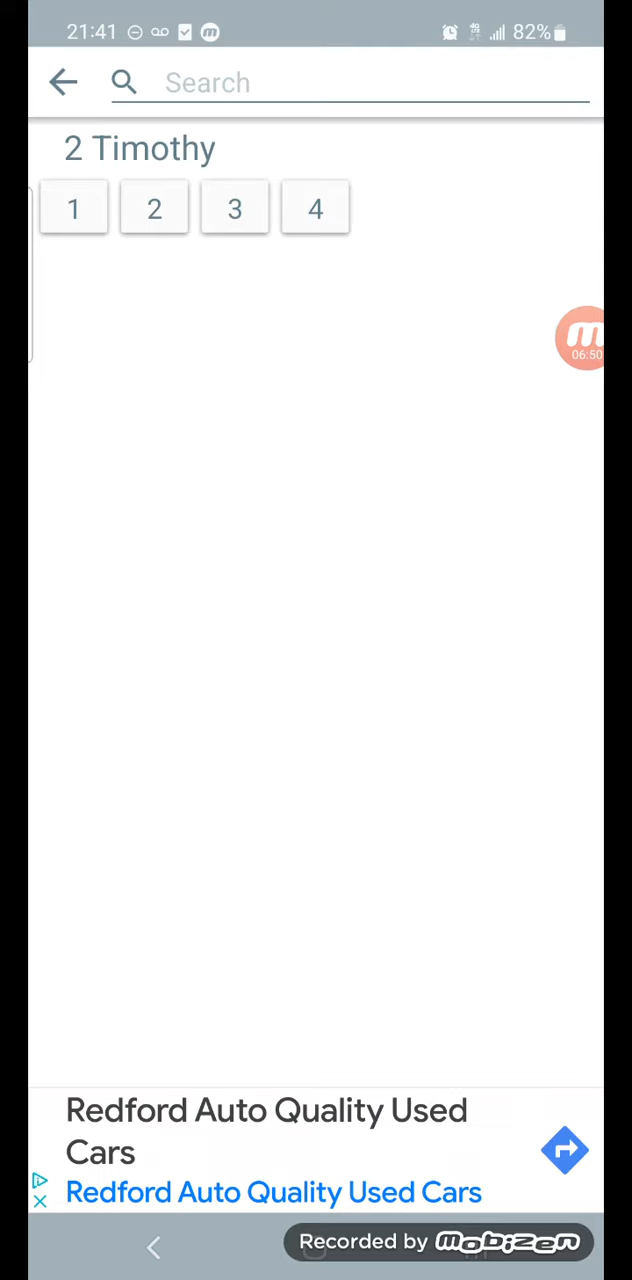 21:41 82%
Search
2 Timothy
1 2 3 4
06:50
Redford Auto Quality Used
Cars
Redford Auto Quality Used Cars
Recorded by mobizen